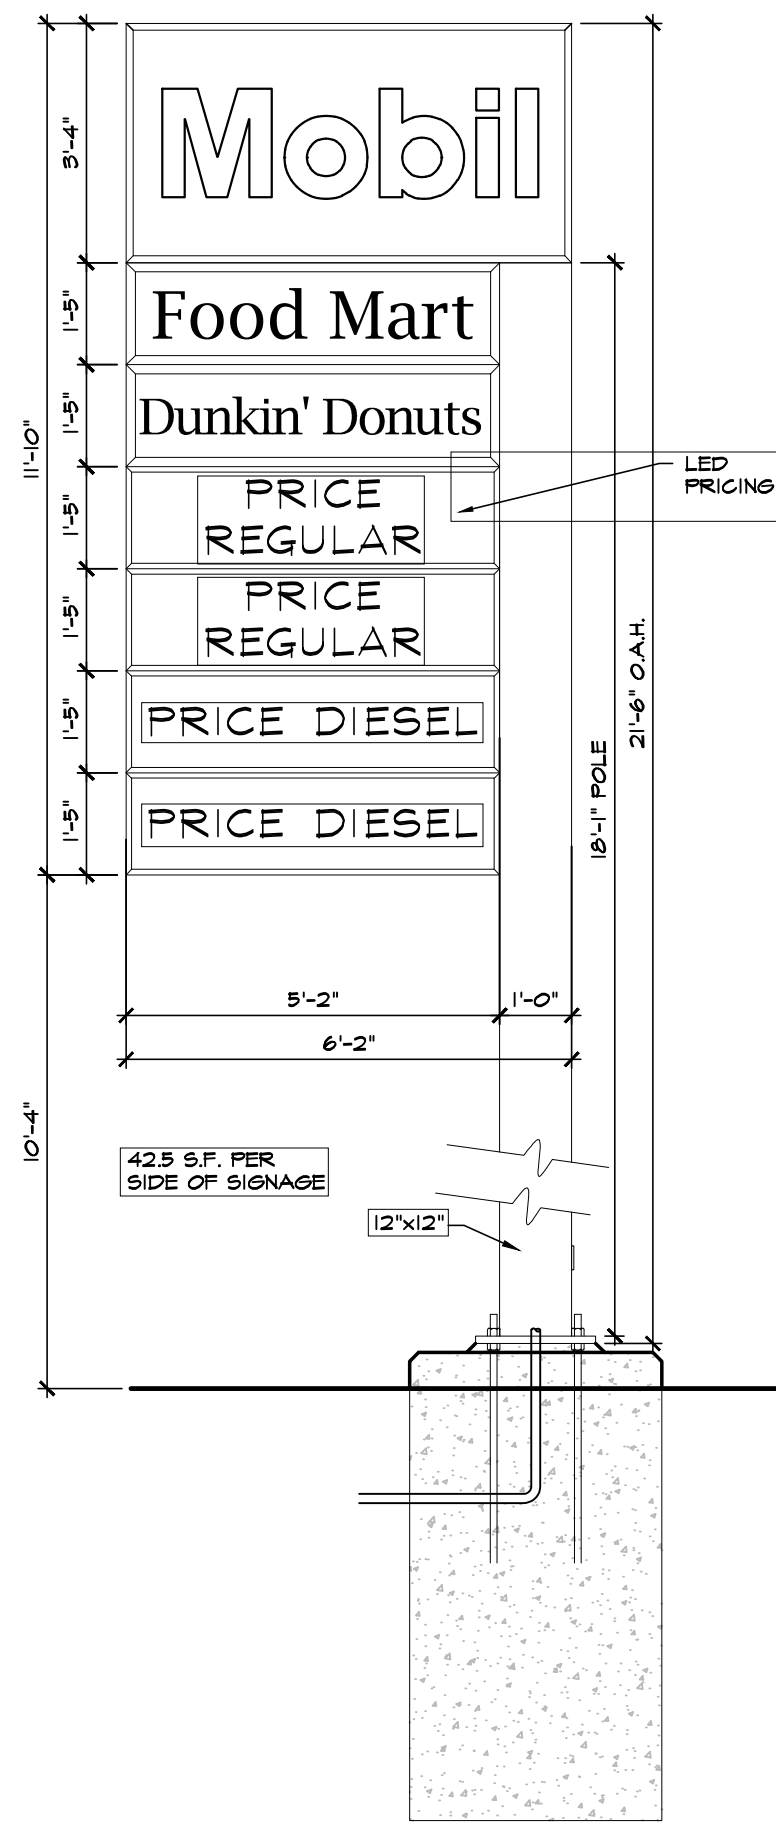 3'-4"
Mobil
1'-5"
Food Mart
1'-5"
Dunkin' Donuts
11'-10"
1'-5"
PRICE
REGULAR
LED
PRICING
1'-5"
PRICE
REGULAR
1'-5"
PRICE DIESEL
1'-5"
PRICE DIESEL
18'-1" POLE
21'-6" O.A.H.
5'-2"
1'-0"
6'-2"
10'-4"
42.5 S.F. PER
SIDE OF SIGNAGE
12"x12"